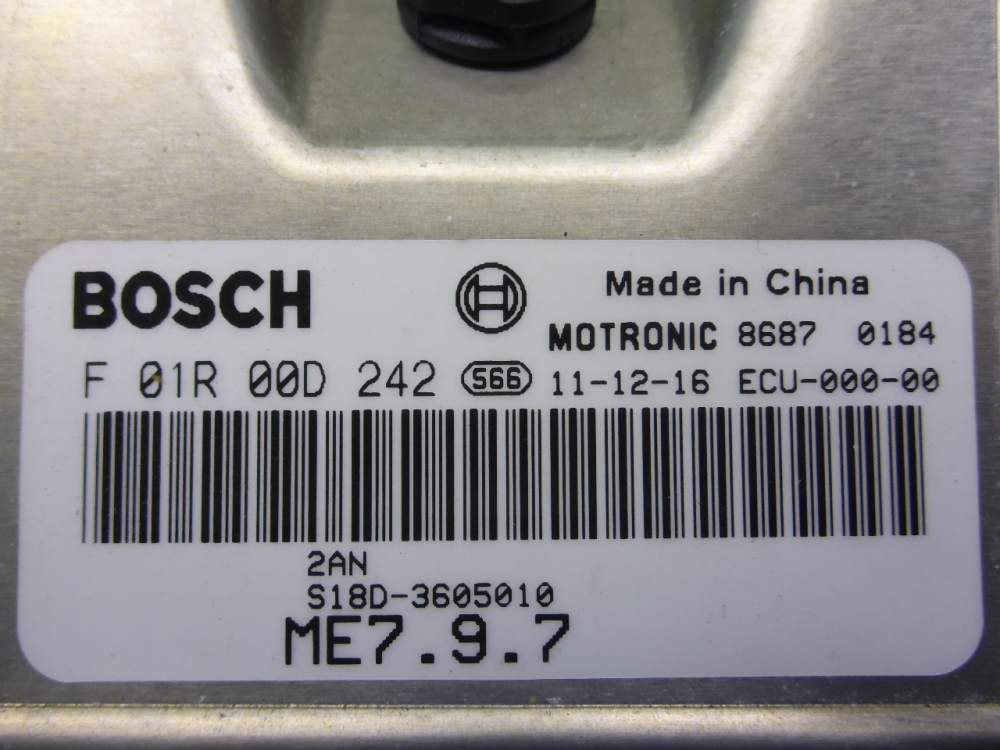 BOSCH
Made in China
MOTRONIC 8687 0184
F 01R 00D 242 S66 11-12-16 ECU-000-00
2AN
S18D-3605010
ME7.9.7